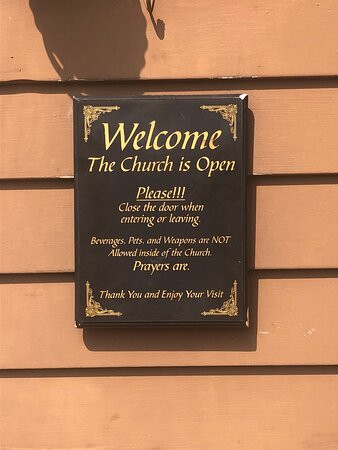 Welcome
The Church is Open
Please!!!
Close the door when
entering or leaving.
Beverages, Pets, and Weapons are NOT
Allowed inside of the Church.
Prayers are.
Thank You and Enjoy Your Visit